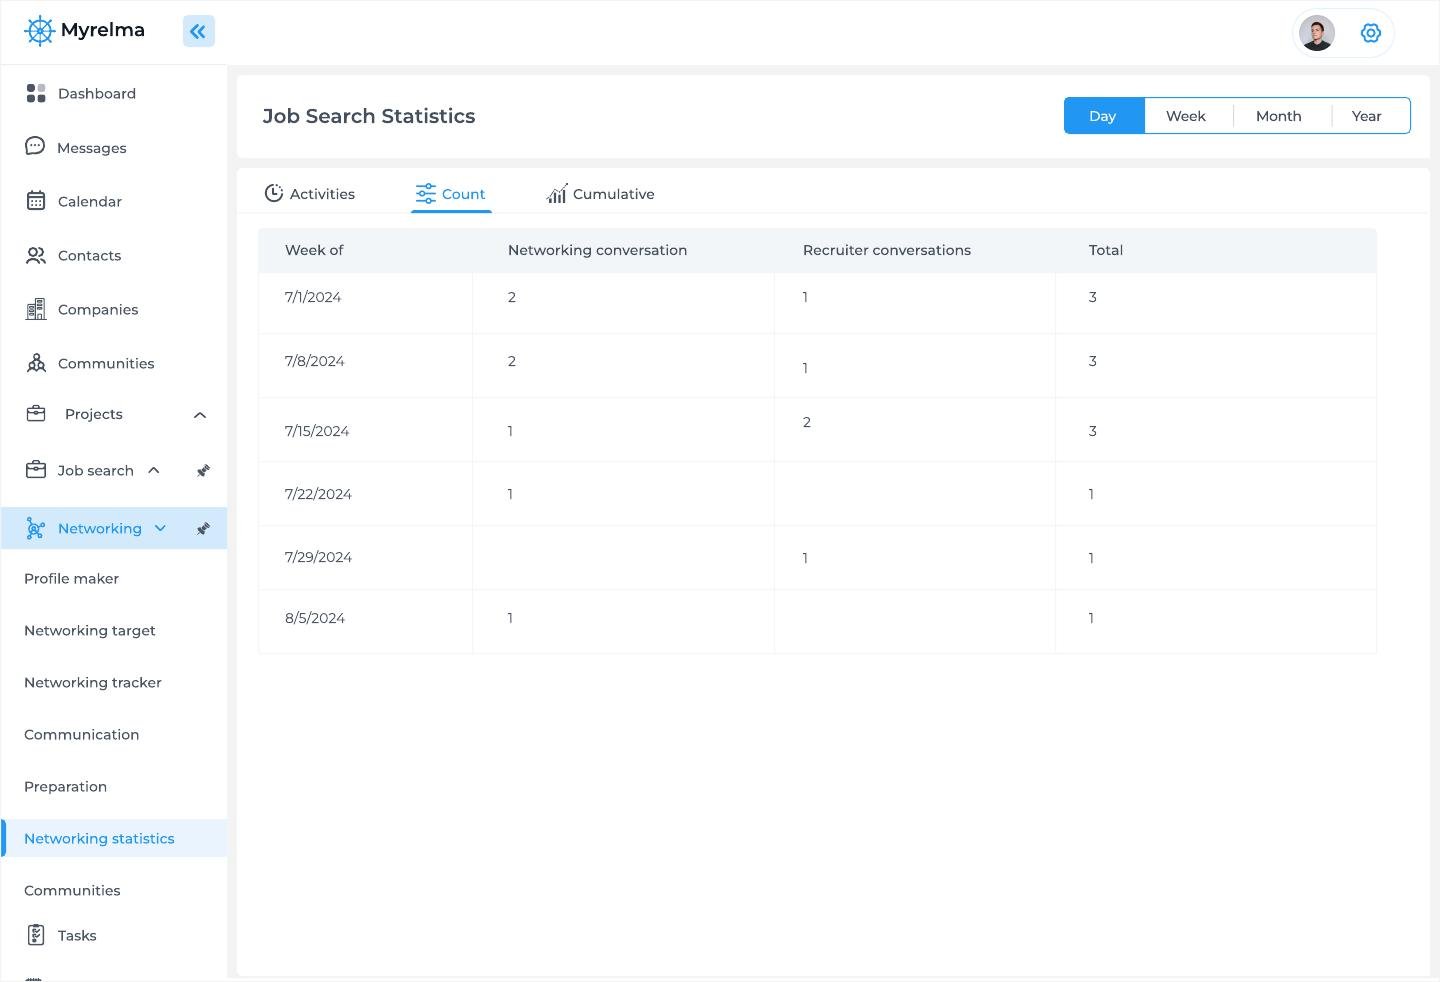 Myrelma
Dashboard
Messages
Calendar
Contacts
Companies
Communities
Projects
Job search
Networking
Profile maker
Networking target
Networking tracker
Communication
Preparation
Networking statistics
Communities
Tasks
Job Search Statistics
Day Week Month Year
Activities Count Cumulative
Week of Networking conversation Recruiter conversations Total
7/1/2024 2 1 3
7/8/2024 2 1 3
7/15/2024 1 2 3
7/22/2024 1 1
7/29/2024 1 1
8/5/2024 1 1